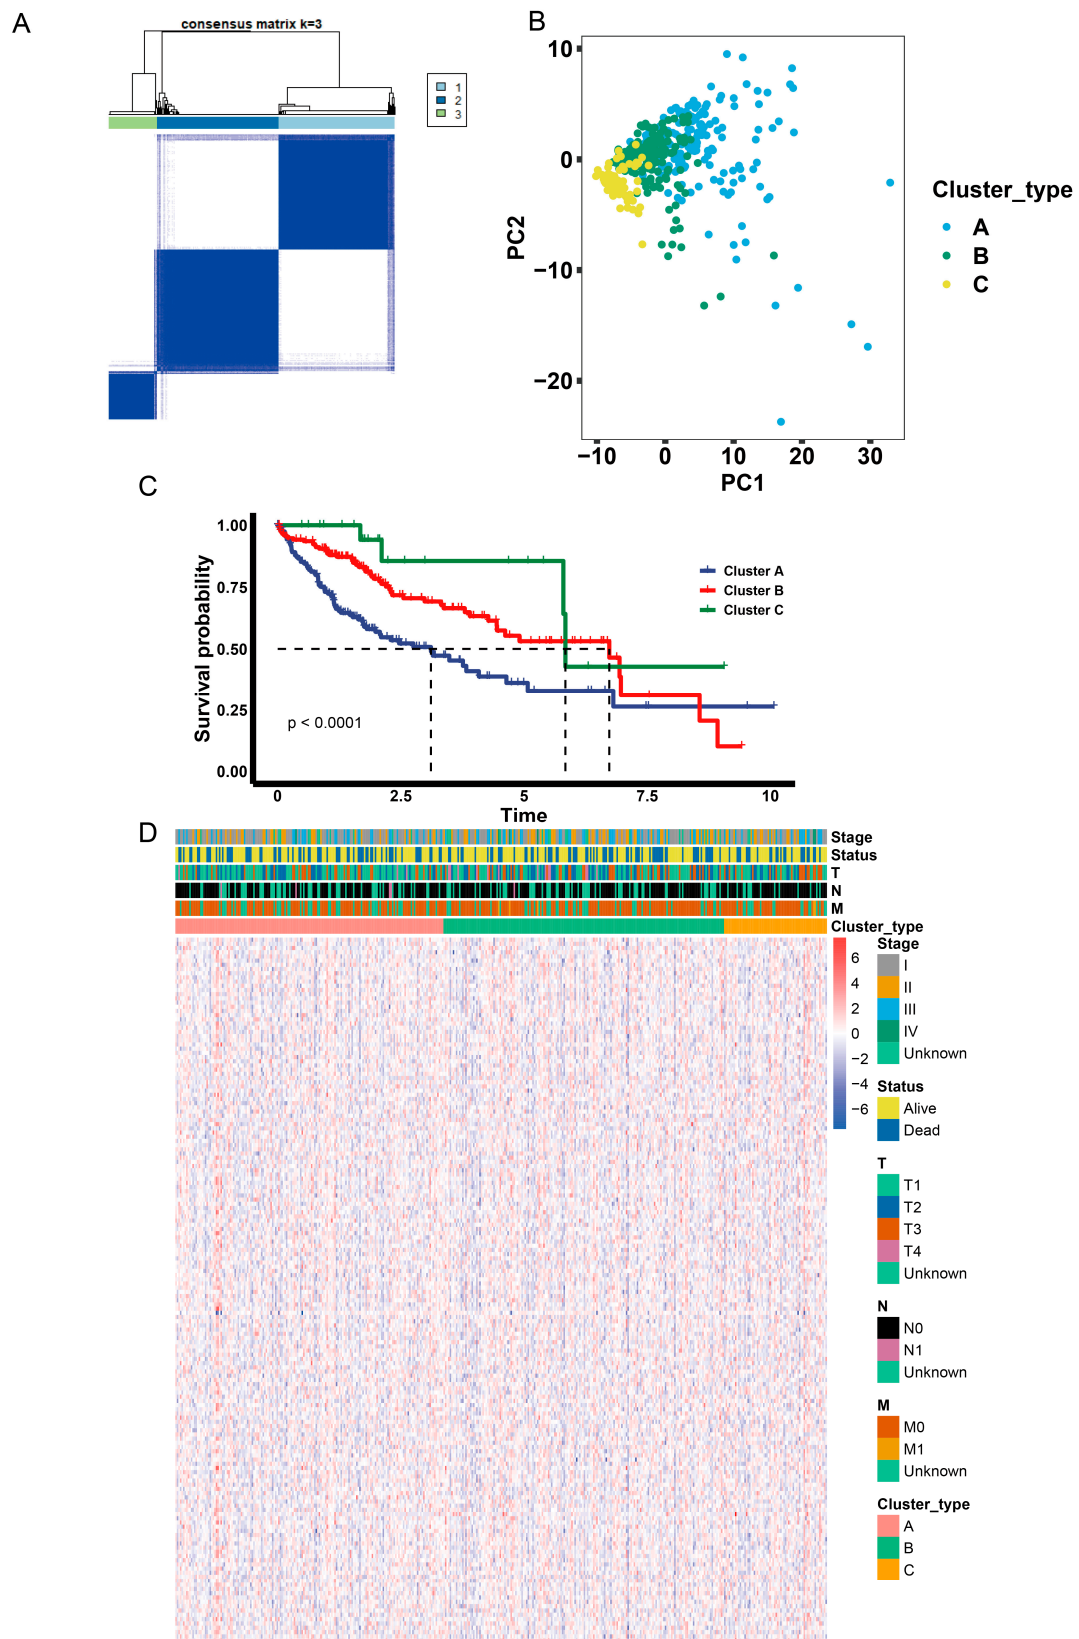 A
consensus matrix k=3
1
2
3
B
10
0
−10
−20
PC2
−10
0
10
20
30
PC1
Cluster_type
A
B
C
C
1.00
0.75
0.50
0.25
0.00
Survival probability
Cluster A
Cluster B
Cluster C
p < 0.0001
0
2.5
5
7.5
10
Time
D
Stage
Status
T
N
M
Cluster_type
6
4
2
0
−2
−4
−6
Stage
I
II
III
IV
Unknown
Status
Alive
Dead
T
T1
T2
T3
T4
Unknown
N
N0
N1
Unknown
M
M0
M1
Unknown
Cluster_type
A
B
C